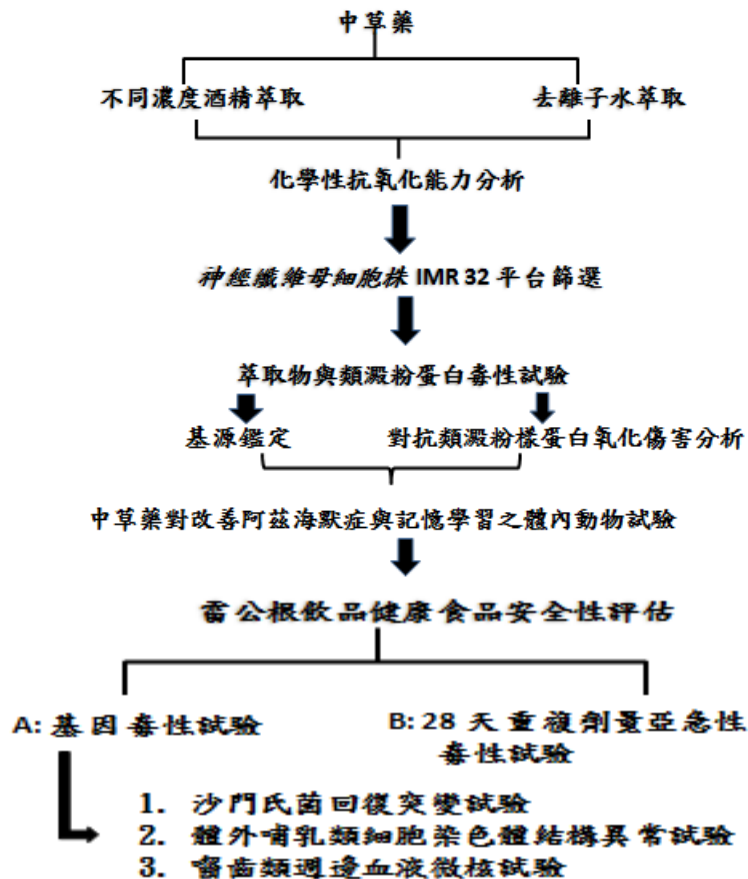 中草藥
不同濃度酒精萃取
去離子水萃取
化學性抗氧化能力分析
神經纖維母細胞株 IMR 32 平台篩選
萃取物與類澱粉蛋白毒性試驗
基源鑑定
對抗類澱粉樣蛋白氧化傷害分析
中草藥對改善阿茲海默症與記憶學習之體內動物試驗
雷公根飲品健康食品安全性評估
A: 基因毒性試驗
B: 28 天重複劑量亞急性
毒性試驗
1. 沙門氏菌回復突變試驗
2. 體外哺乳類細胞染色體結構異常試驗
3. 嚙齒類週邊血液微核試驗